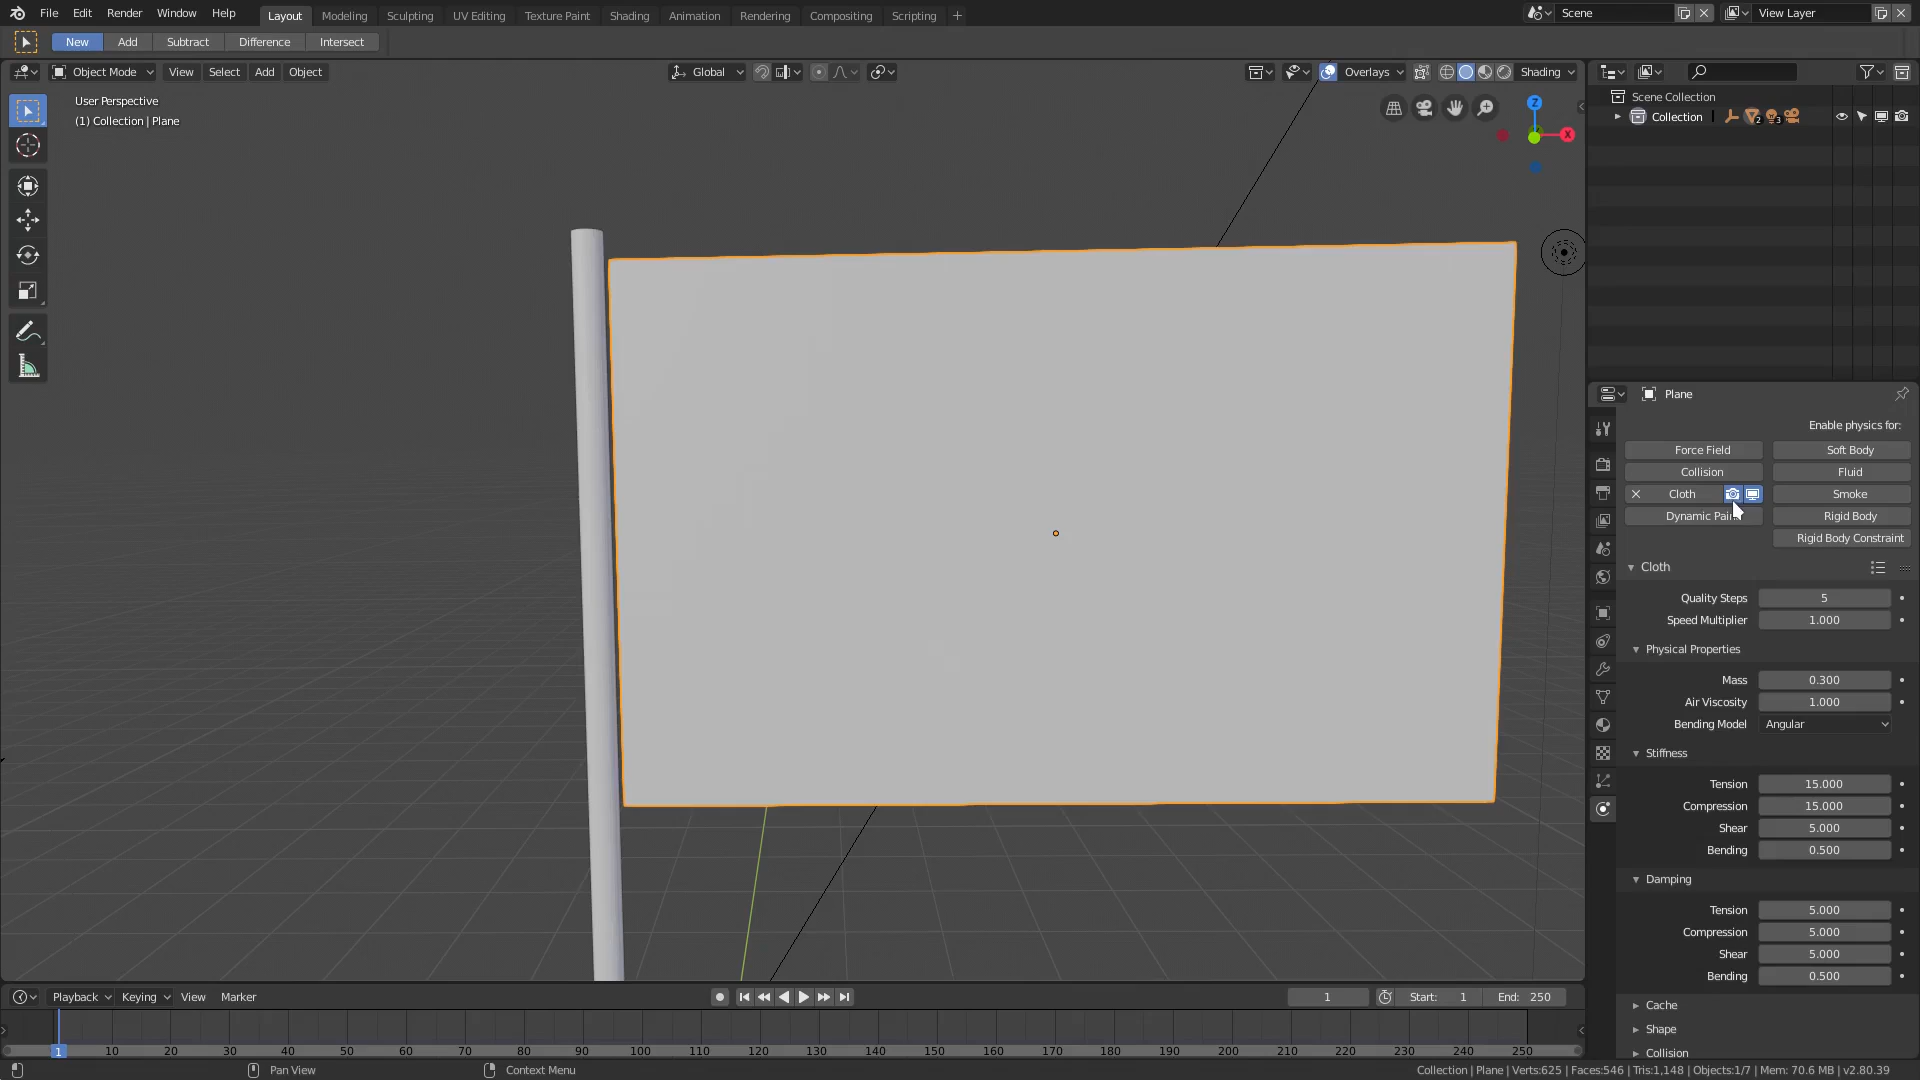 File Edit Render Window Help Layout Modeling Sculpting UV Editing Texture Paint Shading Animation Rendering Compositing Scripting + Scene View Layer
New Add Subtract Difference Intersect
Object Mode View Select Add Object Global Overlays Shading
User Perspective
(1) Collection | Plane
Z
X
Scene Collection
Collection 2 3
Plane
Enable physics for:
Force Field Soft Body
Collision Fluid
Cloth Smoke
Dynamic Pain Rigid Body
Rigid Body Constraint
Cloth
Quality Steps 5
Speed Multiplier 1.000
Physical Properties
Mass 0.300
Air Viscosity 1.000
Bending Model Angular
Stiffness
Tension 15.000
Compression 15.000
Shear 5.000
Bending 0.500
Damping
Tension 5.000
Compression 5.000
Shear 5.000
Bending 0.500
Cache
Shape
Collision
Playback Keying View Marker 1 Start: 1 End: 250
1 10 20 30 40 50 60 70 80 90 100 110 120 130 140 150 160 170 180 190 200 210 220 230 240 250
Pan View Context Menu Collection | Plane | Verts:625 | Faces:546 | Tris:1,148 | Objects:1/7 | Mem: 70.6 MB | v2.80.39